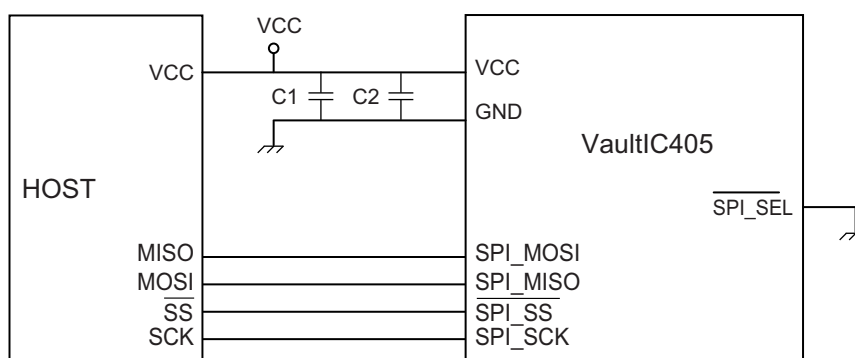 VCC
VCC
VCC
C1
C2
GND
VaultIC405
HOST
SPI_SEL
MISO
SPI_MOSI
MOSI
SPI_MISO
SS
SPI_SS
SCK
SPI_SCK